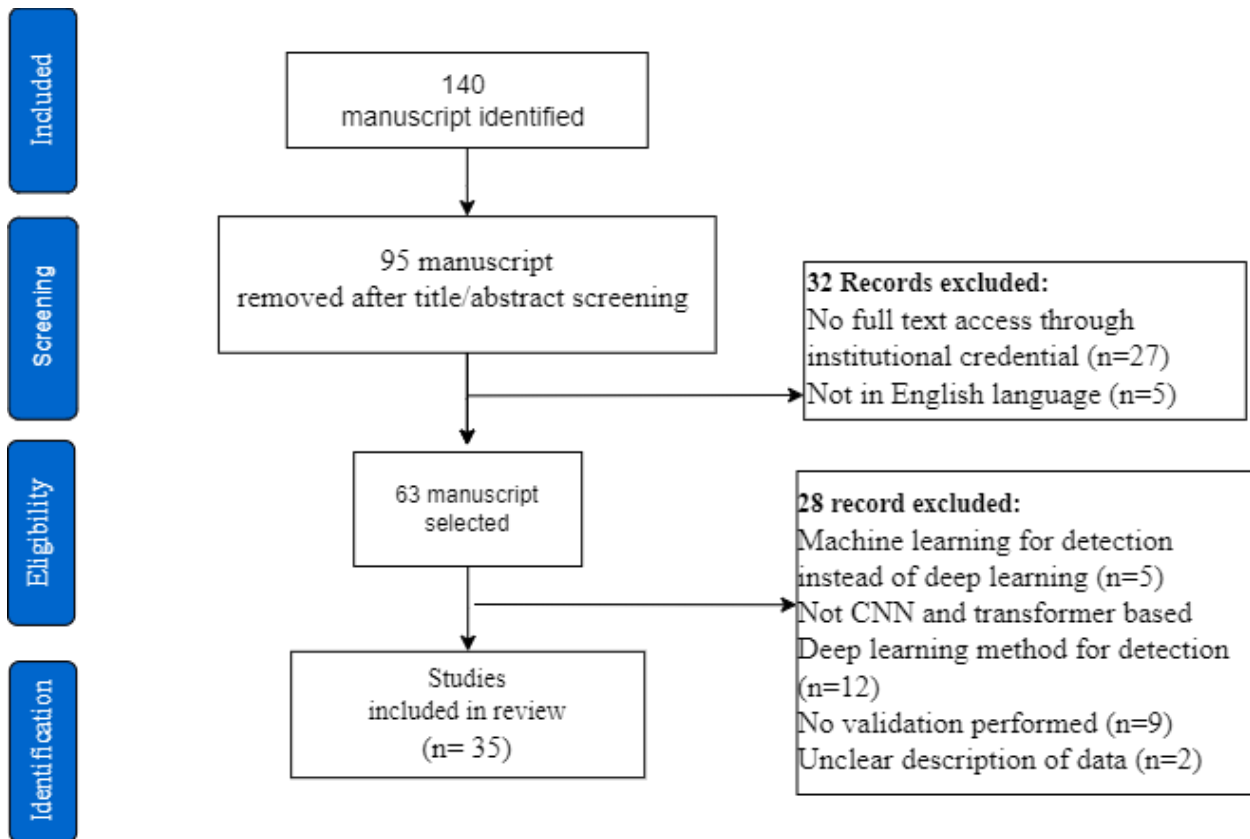 Included
140
manuscript identified
Screening
95 manuscript
removed after title/abstract screening
32 Records excluded:
No full text access through
institutional credential (n=27)
Not in English language (n=5)
Eligibility
63 manuscript
selected
28 record excluded:
Machine learning for detection
instead of deep learning (n=5)
Not CNN and transformer based
Deep learning method for detection
(n=12)
No validation performed (n=9)
Unclear description of data (n=2)
Identification
Studies
included in review
(n= 35)